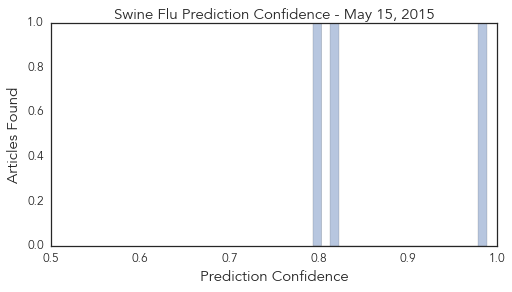 Swine Flu Prediction Confidence - May 15, 2015
1.0
0.8
0.6
0.4
0.2
0.0
Articles Found
0.5 0.6 0.7 0.8 0.9 1.0
Prediction Confidence